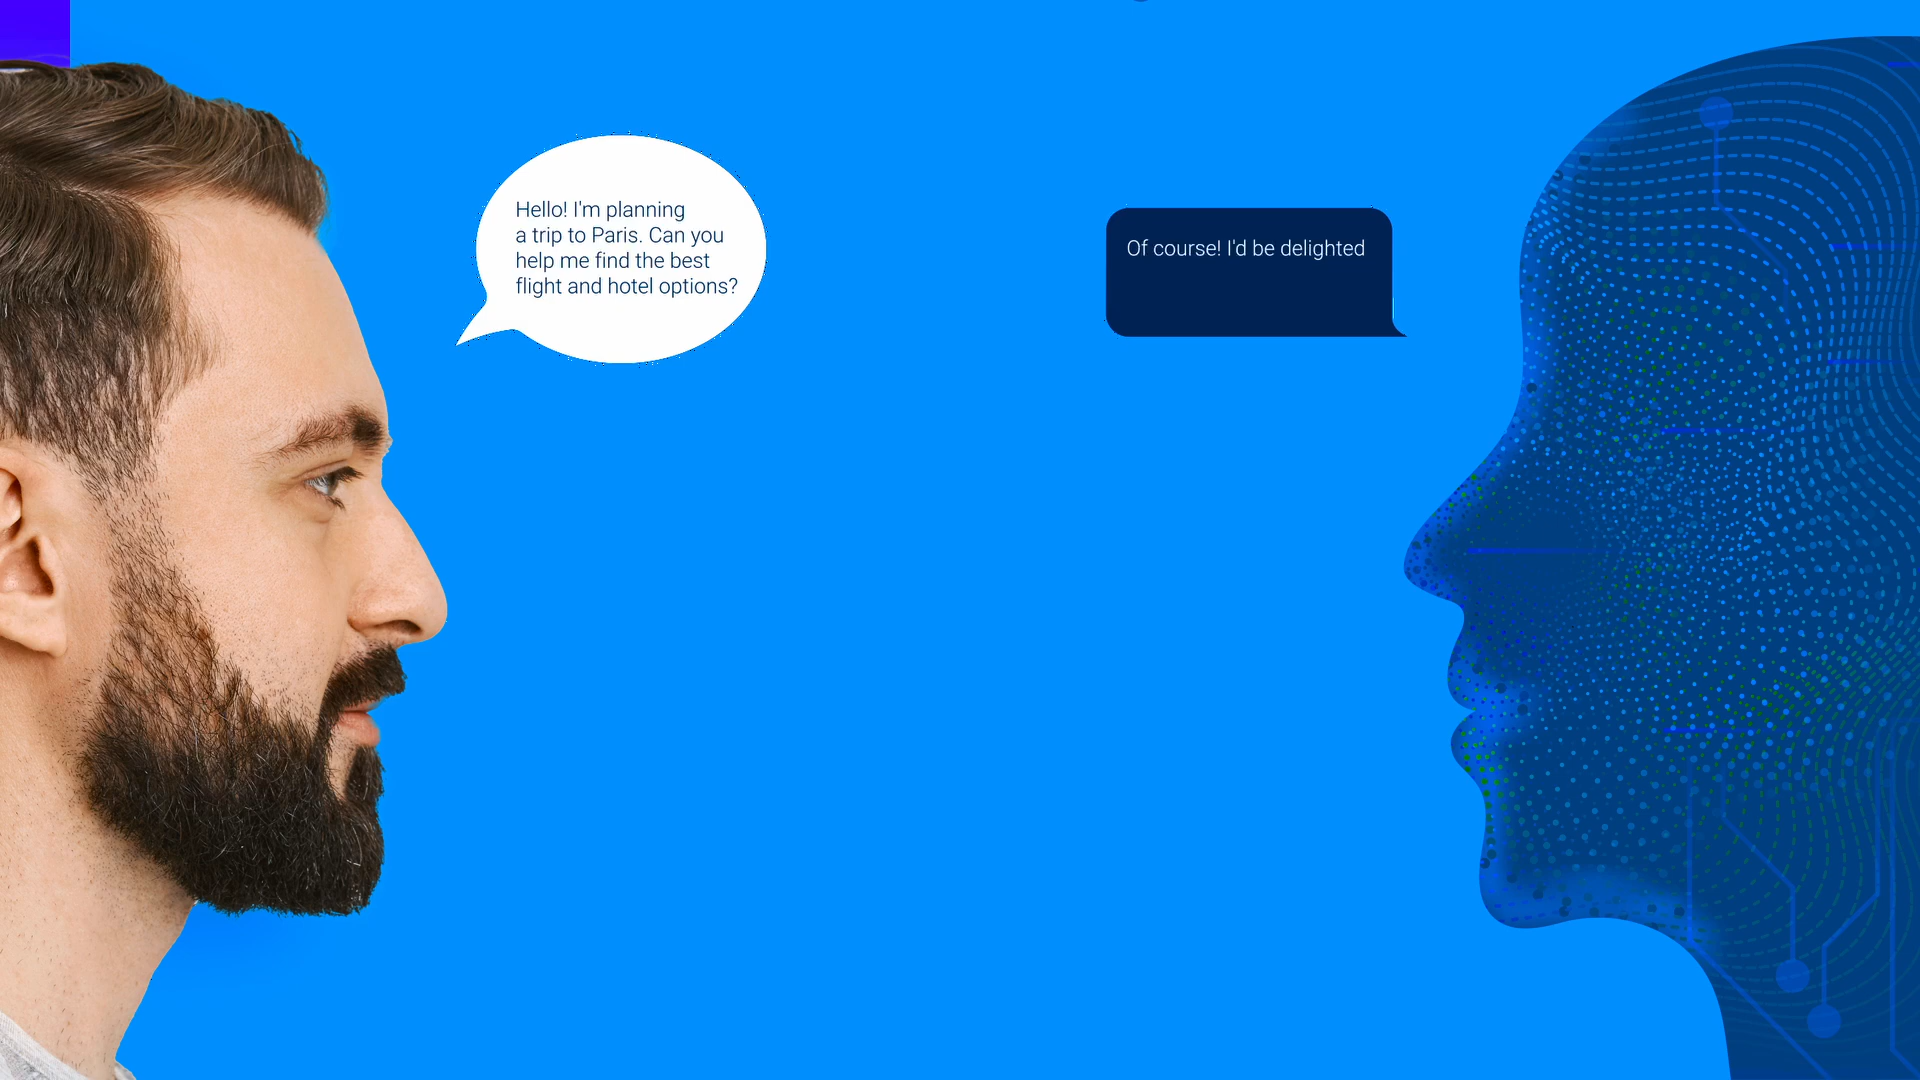 Hello! I'm planning
a trip to Paris. Can you
help me find the best
flight and hotel options?
Of course! I'd be delighted